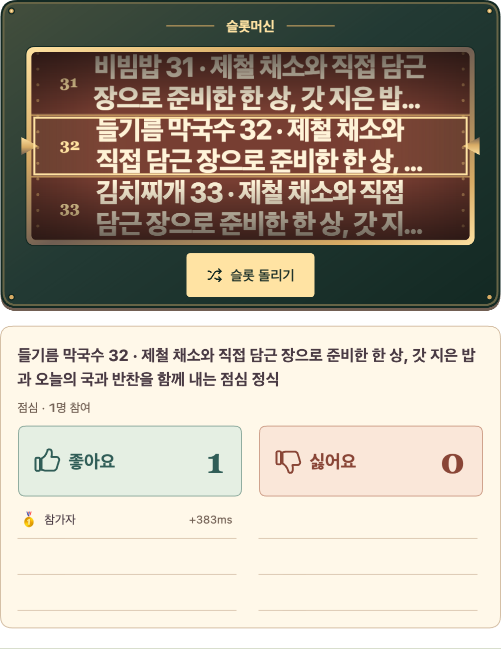 슬롯머신
31
비빔밥 31 · 제철 채소와 직접 담근
장으로 준비한 한 상, 갓 지은 밥...
32
들기름 막국수 32 · 제철 채소와
직접 담근 장으로 준비한 한 상, ...
33
김치찌개 33 · 제철 채소와 직접
담근 장으로 준비한 한 상, 갓 지...
슬롯 돌리기
들기름 막국수 32 · 제철 채소와 직접 담근 장으로 준비한 한 상, 갓 지은 밥
과 오늘의 국과 반찬을 함께 내는 점심 정식
점심 · 1명 참여
좋아요 1
싫어요 0
참가자 +383ms